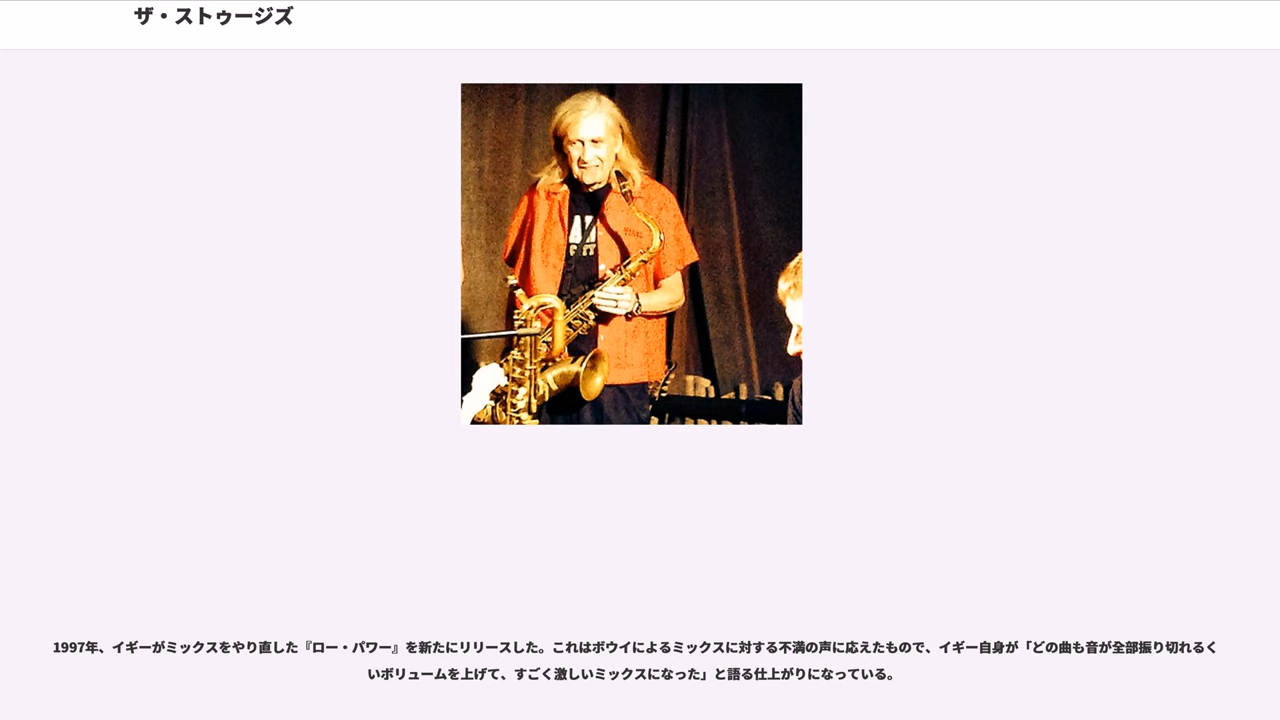 ザ・ストゥージズ
1997年、イギーがミックスをやり直した『ロー・パワー』を新たにリリースした。これはボウイによるミックスに対する不満の声に応えたもので、イギー自身が「どの曲も音が全部振り切れるく
いボリュームを上げて、すごく激しいミックスになった」と語る仕上がりになっている。